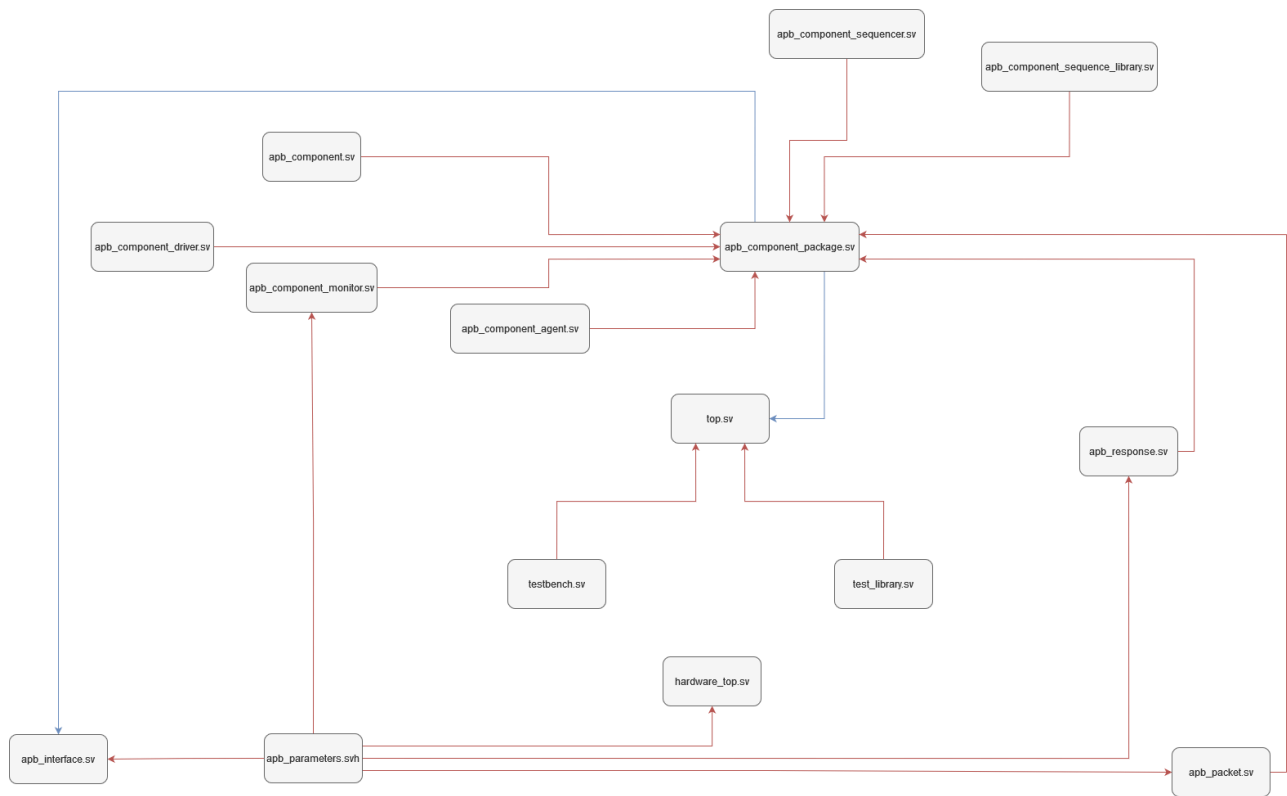 apb_component_sequencer.sv
apb_component_sequence_library.sv
apb_component.sv
apb_component_driver.sv
apb_component_package.sv
apb_component_monitor.sv
apb_component_agent.sv
top.sv
apb_response.sv
testbench.sv
test_library.sv
hardware_top.sv
apb_interface.sv
apb_parameters.svh
apb_packet.sv